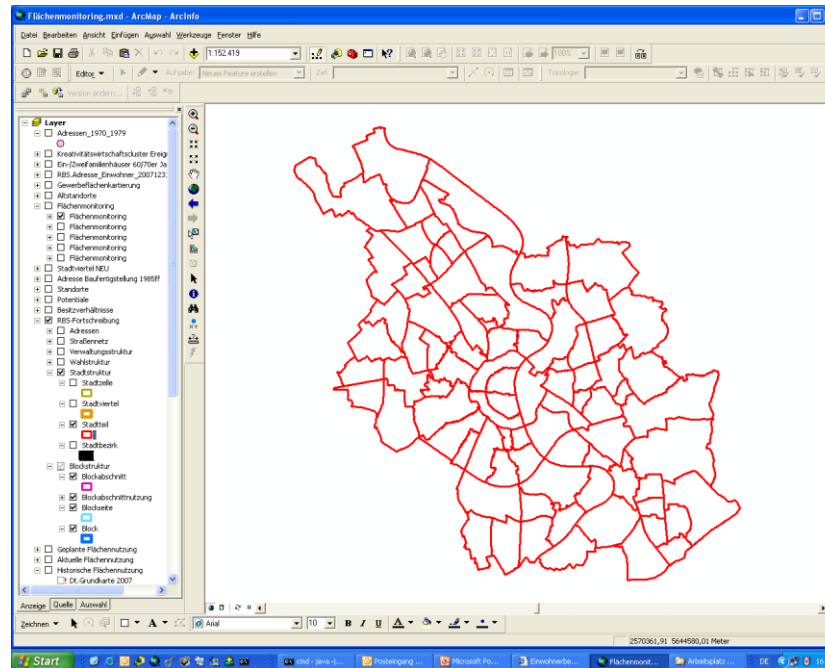 Flächenmonitoring.mxd - ArcMap - ArcInfo
Datei Bearbeiten Ansicht Einfügen Auswahl Werkzeuge Fenster Hilfe
1:152.419
100%
Editor Aufgabe: Neues Feature erstellen Ziel: Topologie:
Version ändern...
Layer
Adressen_1970_1979
Kreativitätswirtschaftscluster Ereig
Ein-/Zweifamilienhäuser 60/70er Ja
RBS.Adresse_Einwohner_2007123
Gewerbeflächenkartierung
Altstandorte
Flächenmonitoring
Flächenmonitoring
Flächenmonitoring
Flächenmonitoring
Flächenmonitoring
Flächenmonitoring
Stadtviertel NEU
Adresse Baufertigstellung 1985ff
Standorte
Potentiale
Besitzverhältnisse
RBS-Fortschreibung
Adressen
Straßennetz
Verwaltungsstruktur
Wahlstruktur
Stadtstruktur
Stadtzelle
Stadtviertel
Stadtteil
Stadtbezirk
Blockstruktur
Blockabschnitt
Blockabschnittnutzung
Blockseite
Block
Geplante Flächennutzung
Aktuelle Flächennutzung
Historische Flächennutzung
Dt.Grundkarte 2007
Anzeige Quelle Auswahl
Zeichnen A Arial 10 B I U A
2570361,91 5644580,01 Meter
Start cmd - java -j... Posteingang ... Microsoft Po... Einwohnerbe... Flächenmonit... Arbeitsplatz ... DE